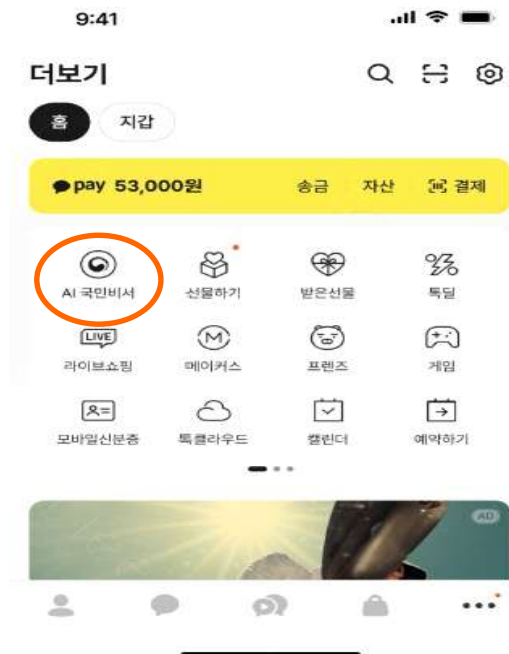 9:41
더보기
홈 지갑
pay 53,000원 송금 자산 결제
AI 국민비서 선물하기 받은선물 톡딜
LIVE
라이브쇼핑 메이커스 프렌즈 게임
모바일신분증 톡클라우드 캘린더 예약하기
AD